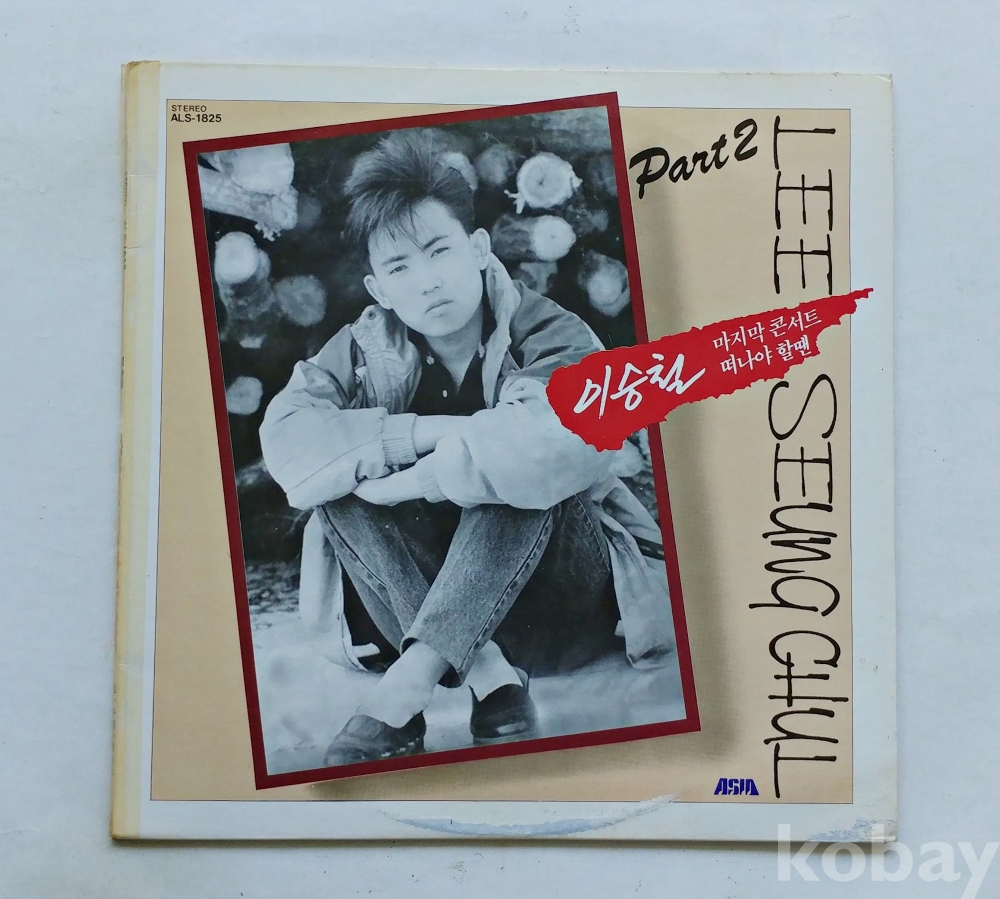 STEREO
ALS-1825
Part 2
LEE SEUNG CHUL
이승철
마지막 콘서트
떠나야 할땐
ASIA
kobay